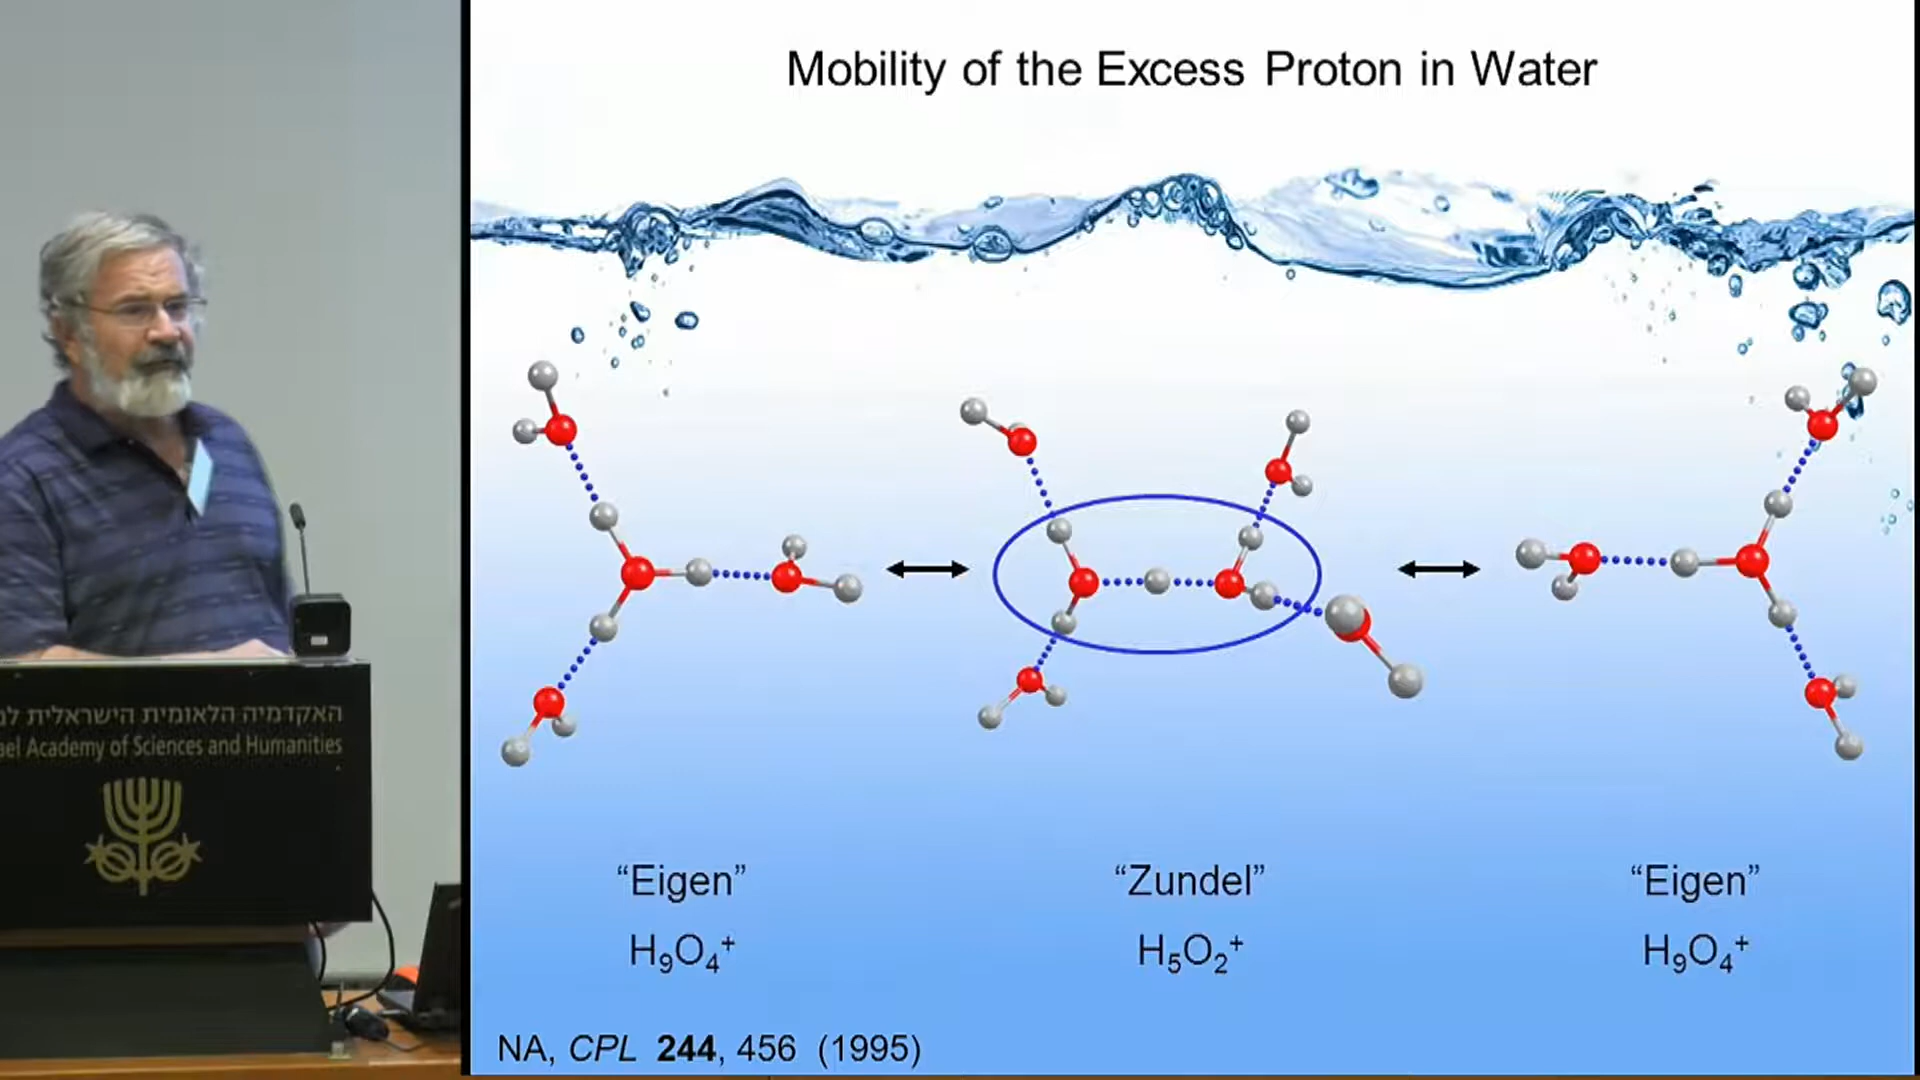 Mobility of the Excess Proton in Water
“Eigen”
“Zundel”
“Eigen”
H₉O₄⁺
H₅O₂⁺
H₉O₄⁺
NA, CPL 244, 456 (1995)
האקדמיה הלאומית הישראלית
Academy of Sciences and Humanities